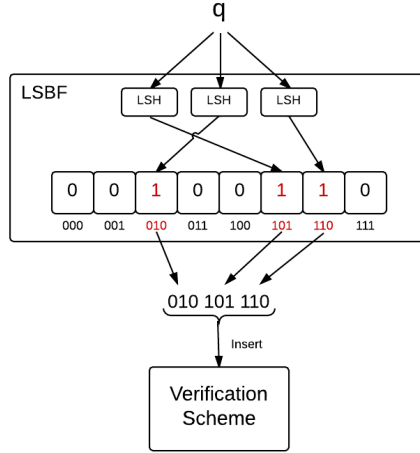 q
LSBF
LSH LSH LSH
0 0 1 0 0 1 1 0
000 001 010 011 100 101 110 111
010 101 110
Insert
Verification
Scheme